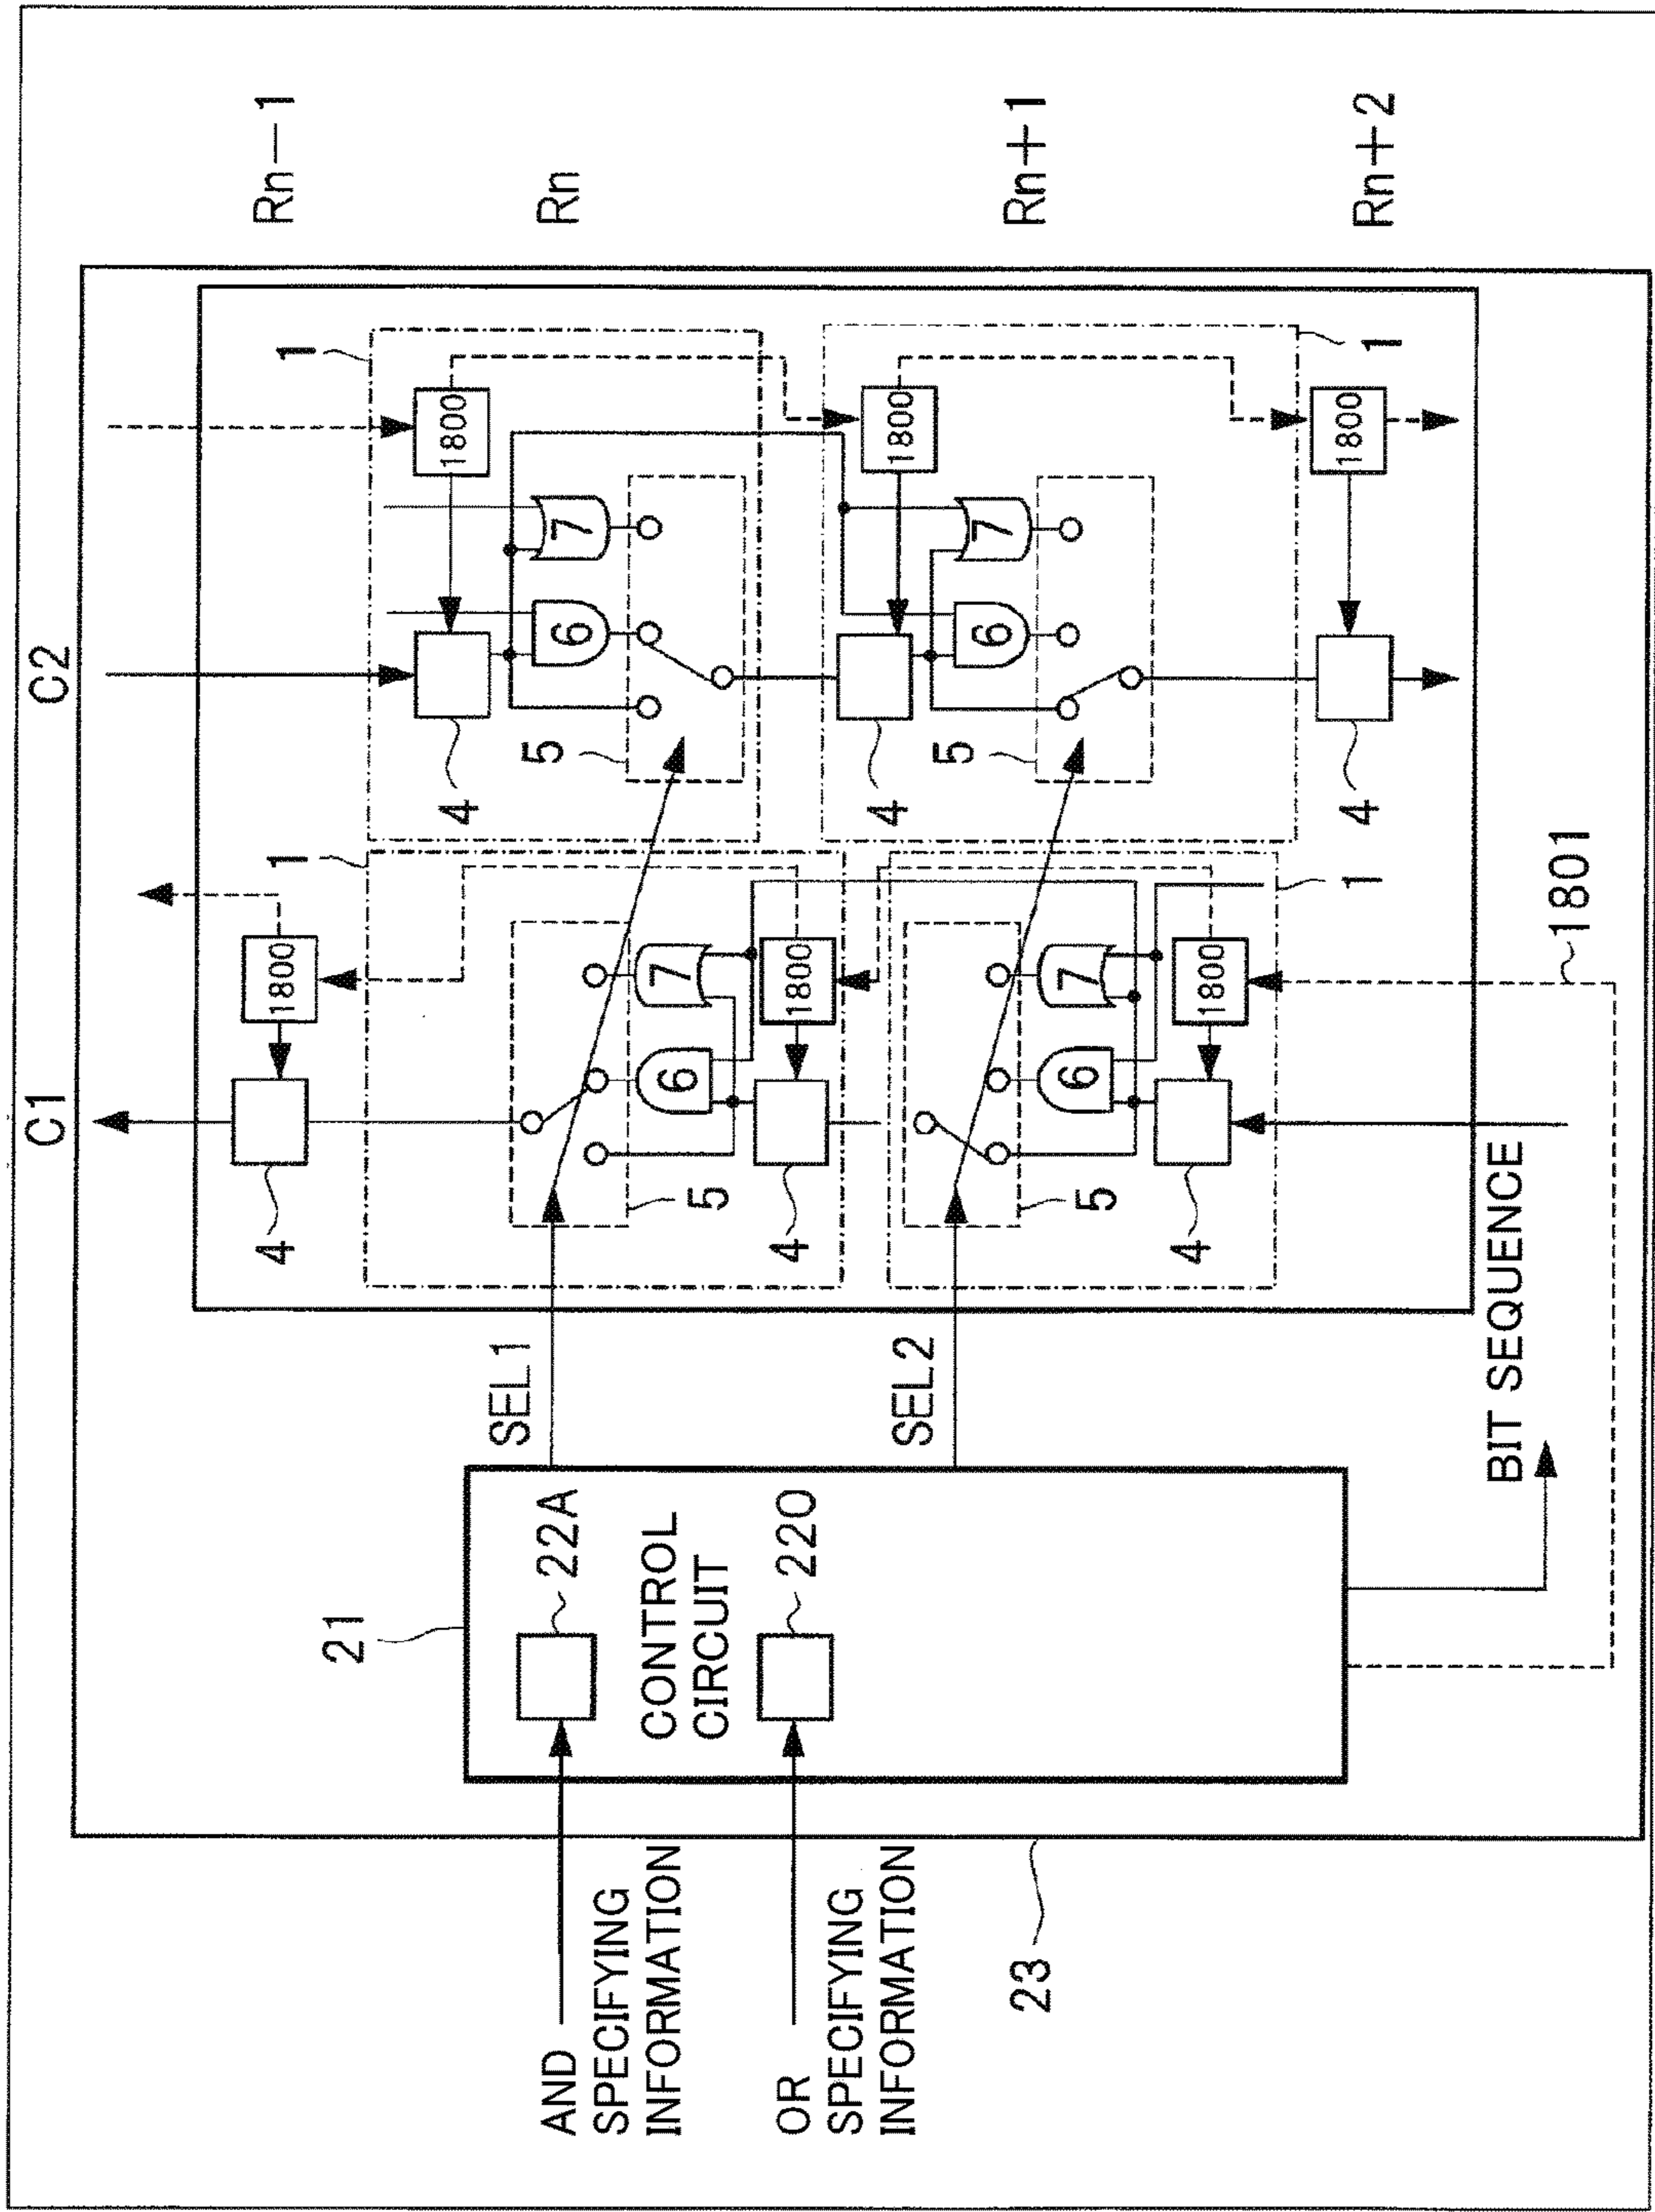 C1
C2
Rn−1
Rn
Rn+1
Rn+2
4
1800
1
1
21
4
1800
SEL1
5
AND
SPECIFYING
INFORMATION
22A
6
7
CONTROL
CIRCUIT
6
7
5
4
1800
OR
SPECIFYING
INFORMATION
22O
4
1800
SEL2
5
6
7
23
6
7
5
4
1800
1
1
4
1800
BIT SEQUENCE
1801